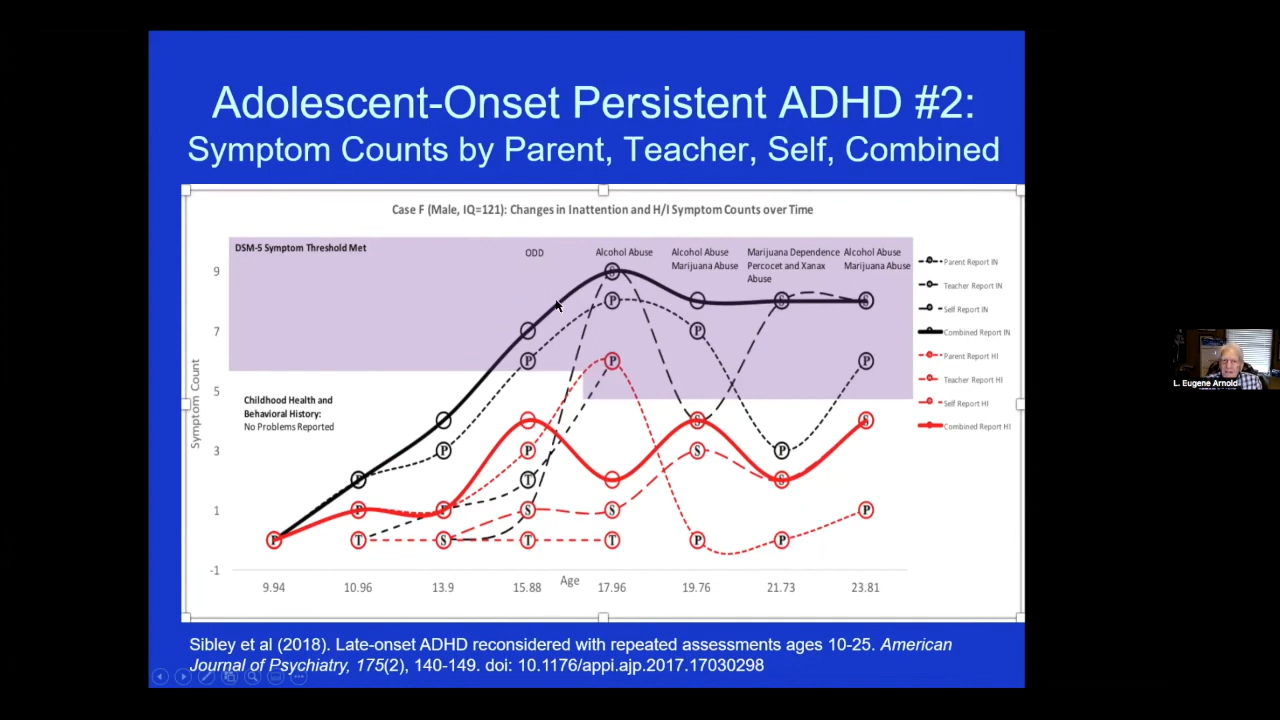 Adolescent-Onset Persistent ADHD #2:
Symptom Counts by Parent, Teacher, Self, Combined
Case F (Male, IQ=121): Changes in Inattention and H/I Symptom Counts over Time
DSM-5 Symptom Threshold Met
ODD
Alcohol Abuse
Alcohol Abuse
Marijuana Abuse
Marijuana Dependence
Percocet and Xanax
Abuse
Alcohol Abuse
Marijuana Abuse
9
7
5
3
1
-1
Symptom Count
Childhood Health and
Behavioral History:
No Problems Reported
P
P
P
P
P
P
P
P
T
T
T
T
S
S
S
S
S
S
S
S
S
P
P
P
P
P
P
P
S
S
9.94
10.96
13.9
15.88
17.96
19.76
21.73
23.81
Age
Parent Report IN
Teacher Report IN
Self Report IN
Combined Report IN
Parent Report HI
Teacher Report HI
Self Report HI
Combined Report HI
Sibley et al (2018). Late-onset ADHD reconsidered with repeated assessments ages 10-25. American
Journal of Psychiatry, 175(2), 140-149. doi: 10.1176/appi.ajp.2017.17030298
L. Eugene Arnold